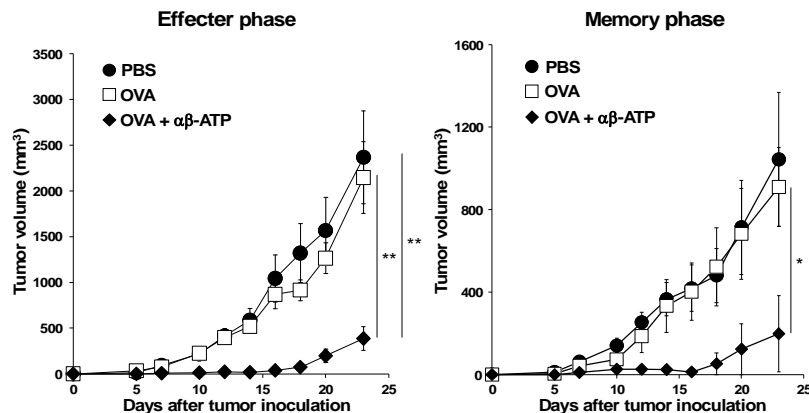 Effecter phase
3500
3000
2500
2000
1500
1000
500
0
Tumor volume (mm³)
PBS
OVA
OVA + αβ-ATP
**
**
0
5
10
15
20
25
Days after tumor inoculation
Memory phase
1600
1200
800
400
0
Tumor volume (mm³)
PBS
OVA
OVA + αβ-ATP
*
0
5
10
15
20
25
Days after tumor inoculation